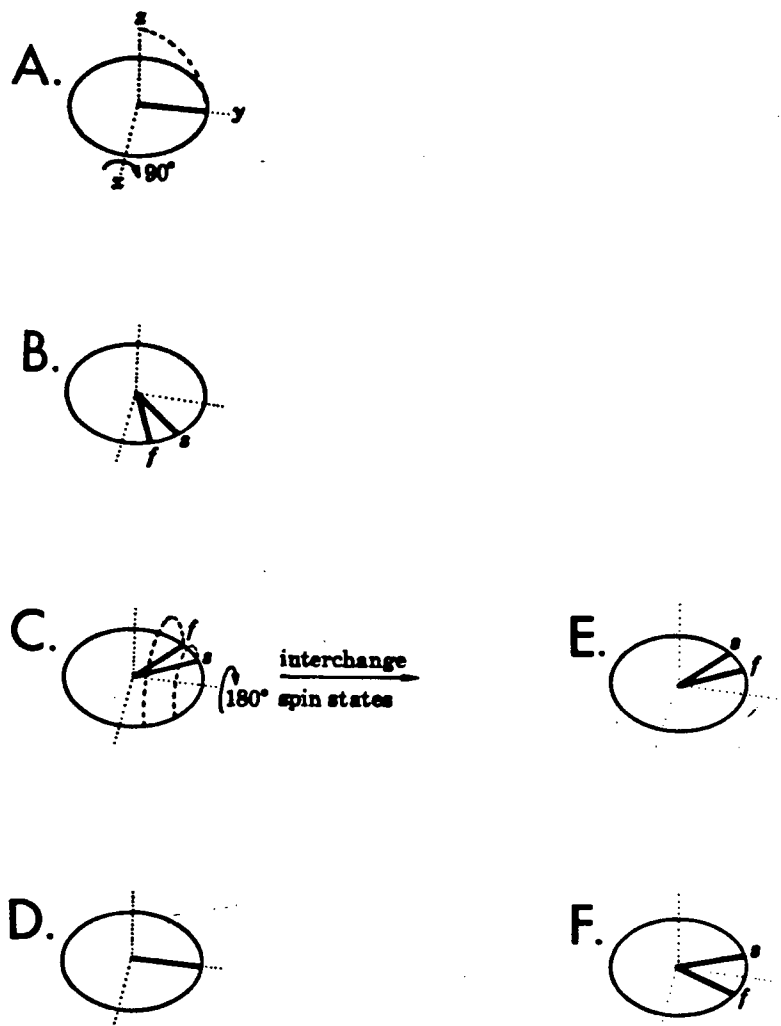 z
A.
y
x 90°
B.
f s
C.
f
s
180°
interchange
spin states
E.
s
f
D.
F.
s
f